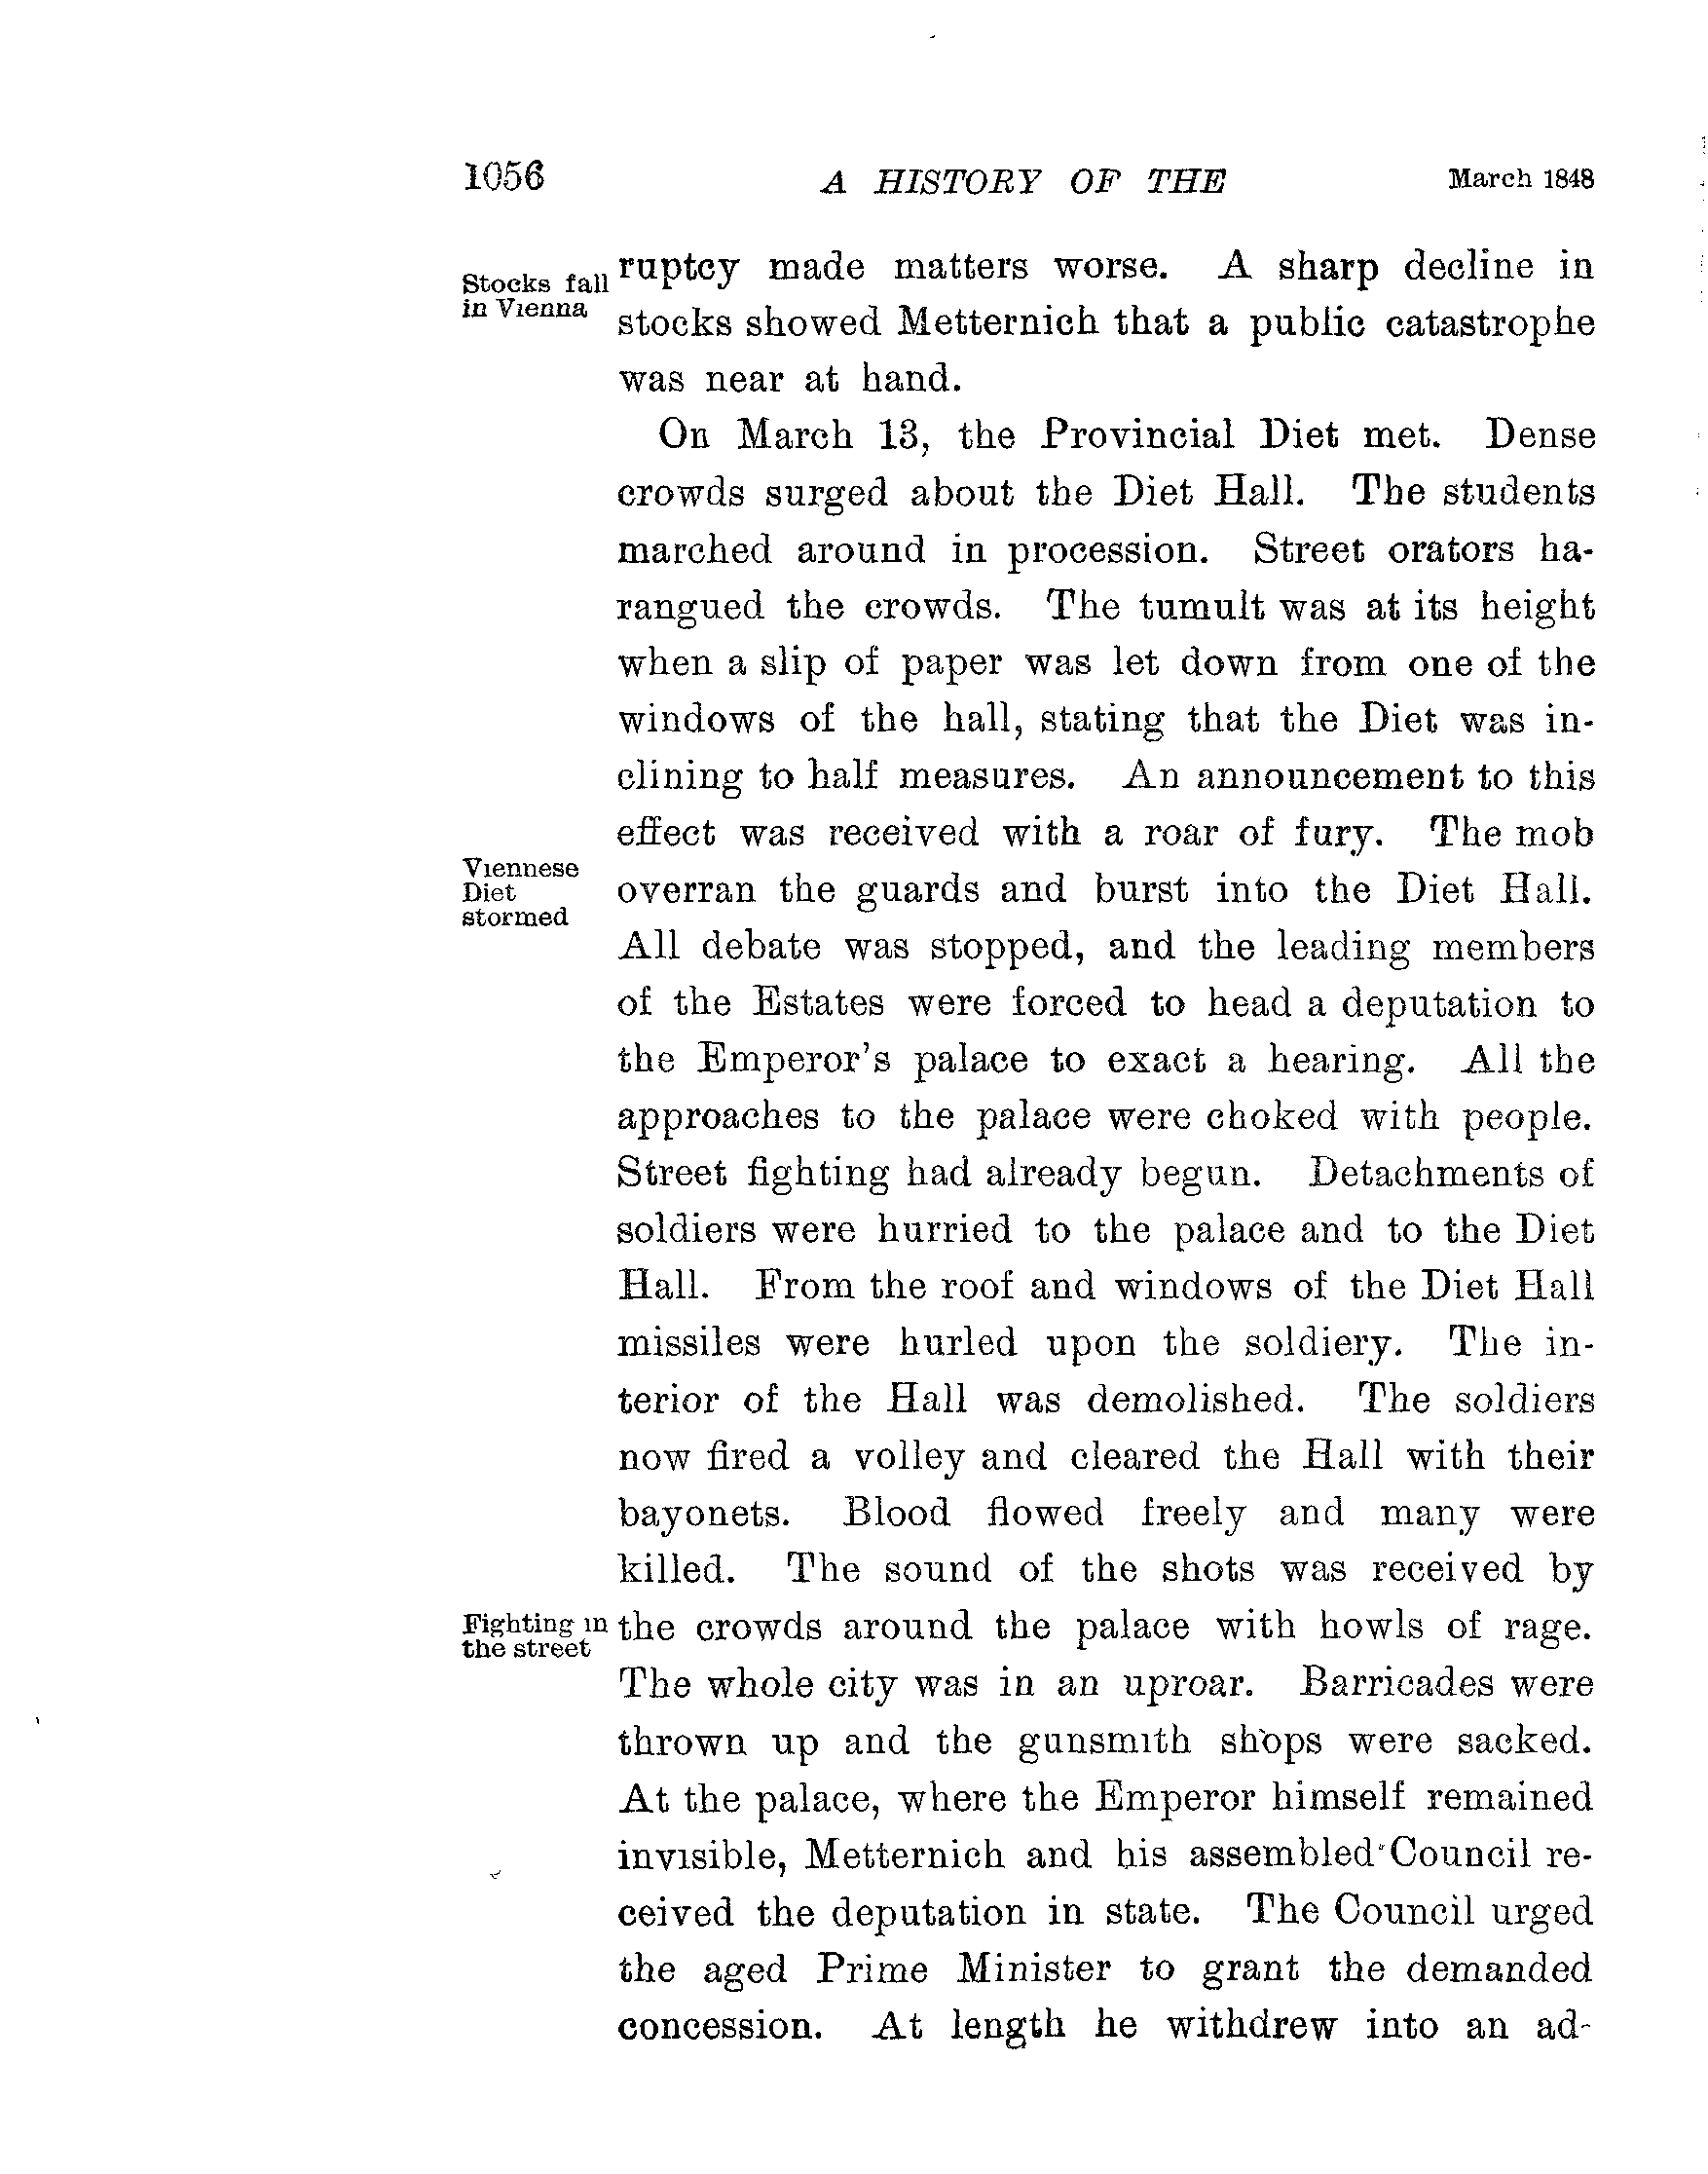 1056 A HISTORY OF THE March 1848
Stocks fall
in Vienna
ruptcy made matters worse. A sharp decline in
stocks showed Metternich that a public catastrophe
was near at hand.
On March 13, the Provincial Diet met. Dense
crowds surged about the Diet Hall. The students
marched around in procession. Street orators ha-
rangued the crowds. The tumult was at its height
when a slip of paper was let down from one of the
windows of the hall, stating that the Diet was in-
clining to half measures. An announcement to this
effect was received with a roar of fury. The mob
Viennese
Diet
stormed
overran the guards and burst into the Diet Hall.
All debate was stopped, and the leading members
of the Estates were forced to head a deputation to
the Emperor's palace to exact a hearing. All the
approaches to the palace were choked with people.
Street fighting had already begun. Detachments of
soldiers were hurried to the palace and to the Diet
Hall. From the roof and windows of the Diet Hall
missiles were hurled upon the soldiery. The in-
terior of the Hall was demolished. The soldiers
now fired a volley and cleared the Hall with their
bayonets. Blood flowed freely and many were
killed. The sound of the shots was received by
Fighting in
the street
the crowds around the palace with howls of rage.
The whole city was in an uproar. Barricades were
thrown up and the gunsmith shops were sacked.
At the palace, where the Emperor himself remained
invisible, Metternich and his assembled Council re-
ceived the deputation in state. The Council urged
the aged Prime Minister to grant the demanded
concession. At length he withdrew into an ad-